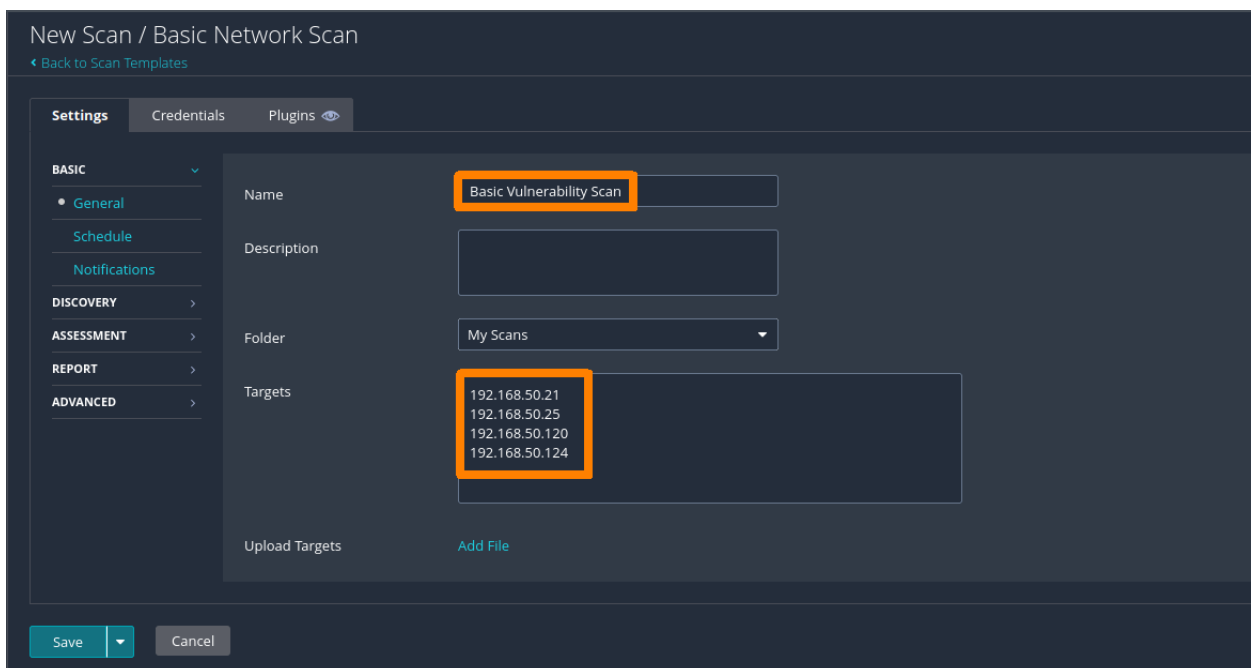 New Scan / Basic Network Scan
Back to Scan Templates
Settings
Credentials
Plugins
BASIC
General
Schedule
Notifications
DISCOVERY
ASSESSMENT
REPORT
ADVANCED
Name
Basic Vulnerability Scan
Description
Folder
My Scans
Targets
192.168.50.21
192.168.50.25
192.168.50.120
192.168.50.124
Upload Targets
Add File
Save
Cancel